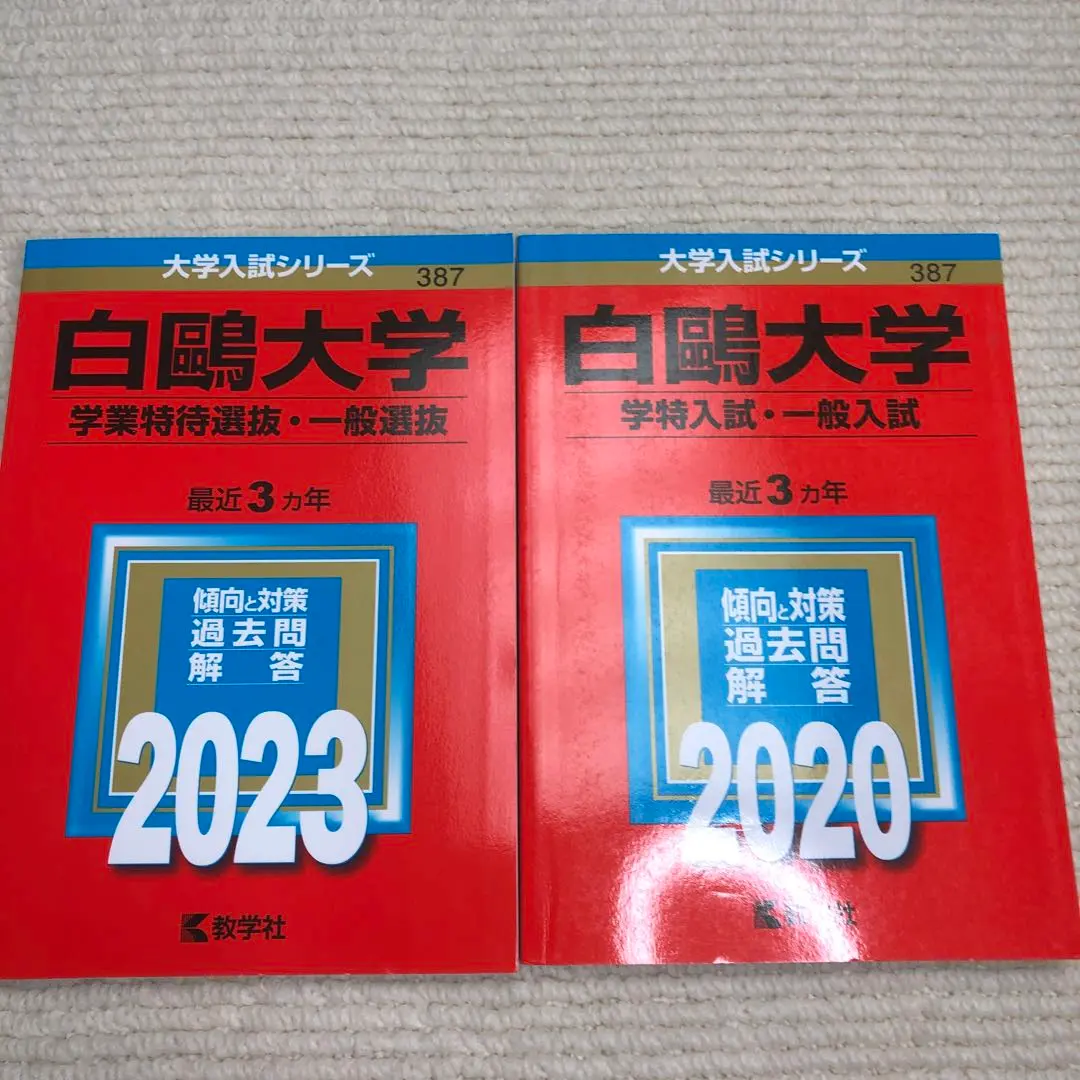 大学入試シリーズ
387
白鷗大学
学業特待選抜・一般選抜
最近3カ年
傾向と対策
過去問
解答
2023
教学社
大学入試シリーズ
387
白鷗大学
学特入試・一般入試
最近3カ年
傾向と対策
過去問
解答
2020
教学社